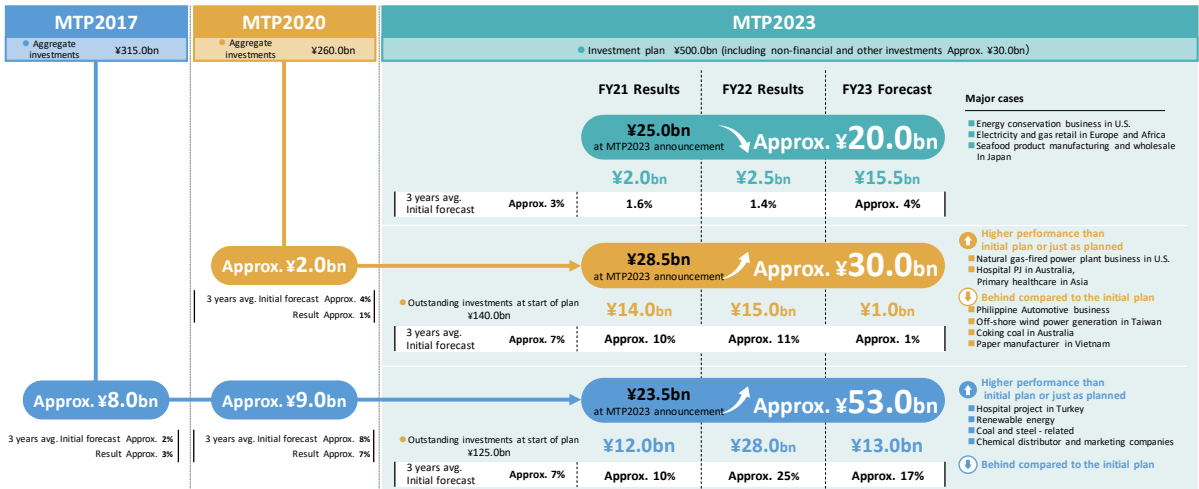 MTP2017
Aggregate
investments
¥315.0bn
MTP2020
Aggregate
investments
¥260.0bn
MTP2023
Investment plan ¥500.0bn (including non-financial and other investments Approx. ¥30.0bn)
FY21 Results
FY22 Results
FY23 Forecast
¥25.0bn
at MTP2023 announcement
Approx. ¥20.0bn
¥2.0bn
¥2.5bn
¥15.5bn
3 years avg.
Initial forecast
Approx. 3%
1.6%
1.4%
Approx. 4%
Major cases
Energy conservation business in U.S.
Electricity and gas retail in Europe and Africa
Seafood product manufacturing and wholesale
In Japan
Approx. ¥2.0bn
3 years avg. Initial forecast Approx. 4%
Result Approx. 1%
¥28.5bn
at MTP2023 announcement
Approx. ¥30.0bn
Outstanding investments at start of plan
¥140.0bn
¥14.0bn
¥15.0bn
¥1.0bn
3 years avg.
Initial forecast
Approx. 7%
Approx. 10%
Approx. 11%
Approx. 1%
Higher performance than
initial plan or just as planned
Natural gas-fired power plant business in U.S.
Hospital PJ in Australia,
Primary healthcare in Asia
Behind compared to the initial plan
Philippine Automotive business
Off-shore wind power generation in Taiwan
Coking coal in Australia
Paper manufacturer in Vietnam
Approx. ¥8.0bn
3 years avg. Initial forecast Approx. 2%
Result Approx. 3%
Approx. ¥9.0bn
3 years avg. Initial forecast Approx. 8%
Result Approx. 7%
¥23.5bn
at MTP2023 announcement
Approx. ¥53.0bn
Outstanding investments at start of plan
¥125.0bn
¥12.0bn
¥28.0bn
¥13.0bn
3 years avg.
Initial forecast
Approx. 7%
Approx. 10%
Approx. 25%
Approx. 17%
Higher performance than
initial plan or just as planned
Hospital project in Turkey
Renewable energy
Coal and steel - related
Chemical distributor and marketing companies
Behind compared to the initial plan